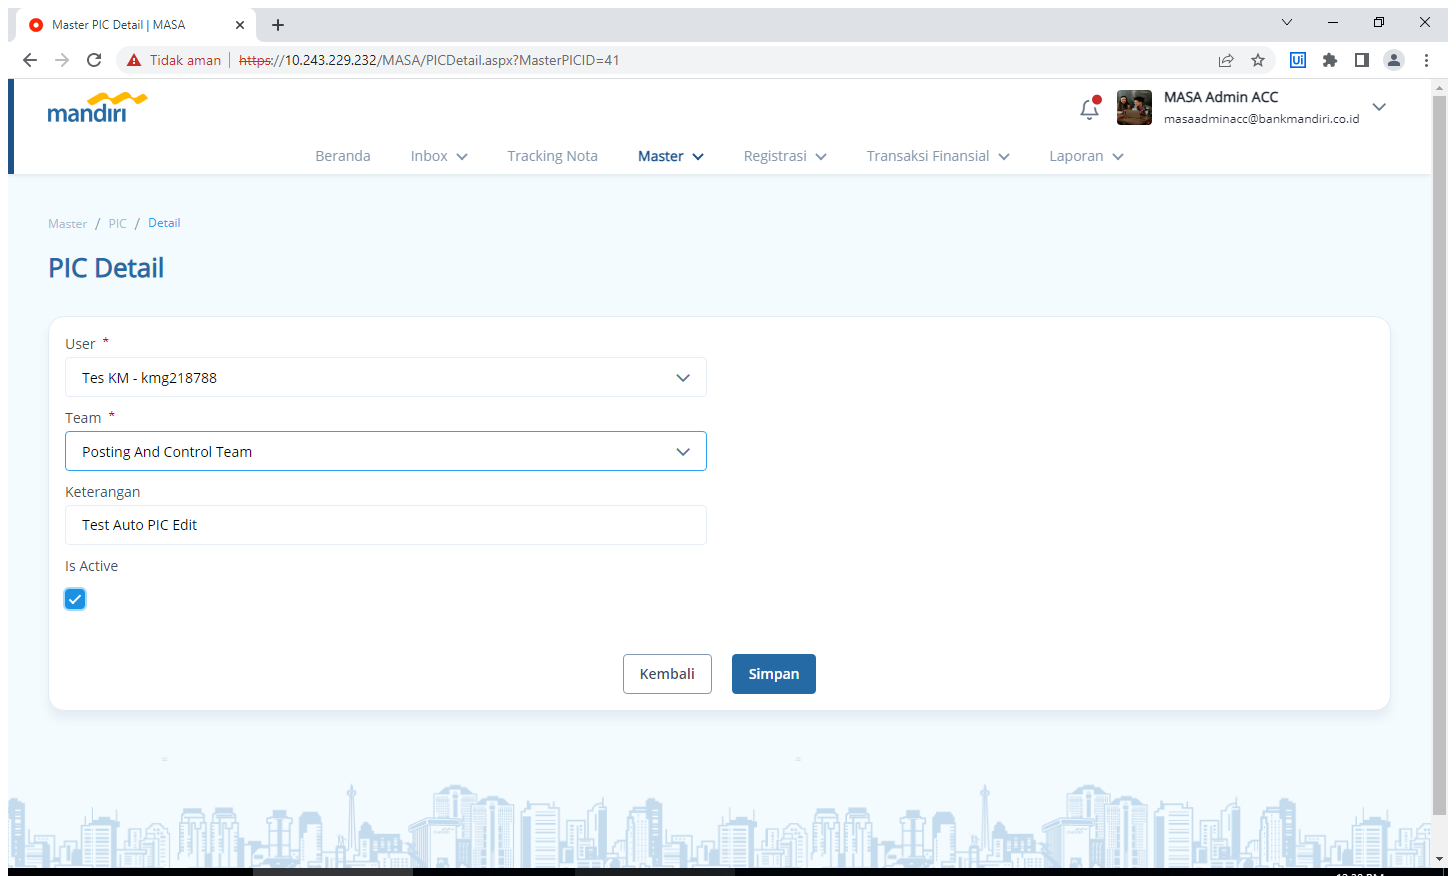 Master PIC Detail | MASA
Tidak aman https://10.243.229.232/MASA/PICDetail.aspx?MasterPICID=41
Ui
mandiri
MASA Admin ACC
masaadminacc@bankmandiri.co.id
Beranda Inbox Tracking Nota Master Registrasi Transaksi Finansial Laporan
Master / PIC / Detail
PIC Detail
User *
Tes KM - kmg218788
Team *
Posting And Control Team
Keterangan
Test Auto PIC Edit
Is Active
Kembali Simpan